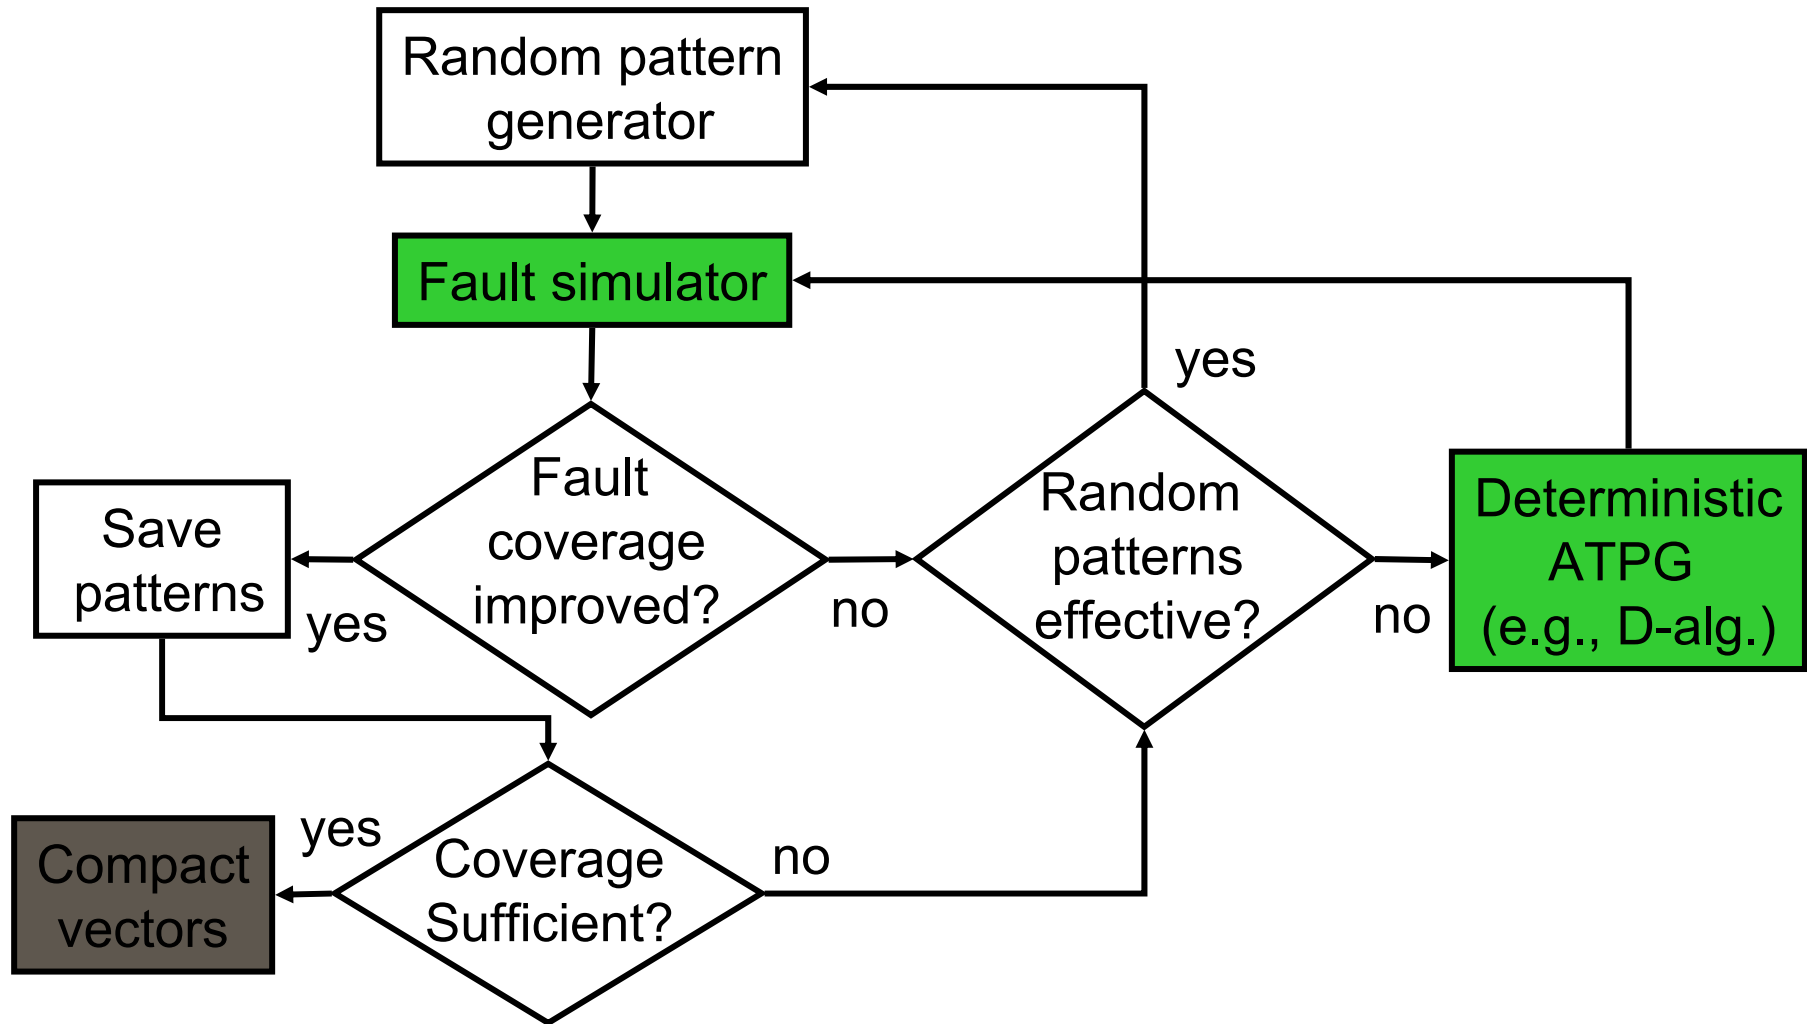 Random pattern
generator
Fault simulator
yes
Fault
coverage
improved?
Random
patterns
effective?
Deterministic
ATPG
(e.g., D-alg.)
Save
patterns
yes
no
no
yes
Coverage
Sufficient?
no
Compact
vectors